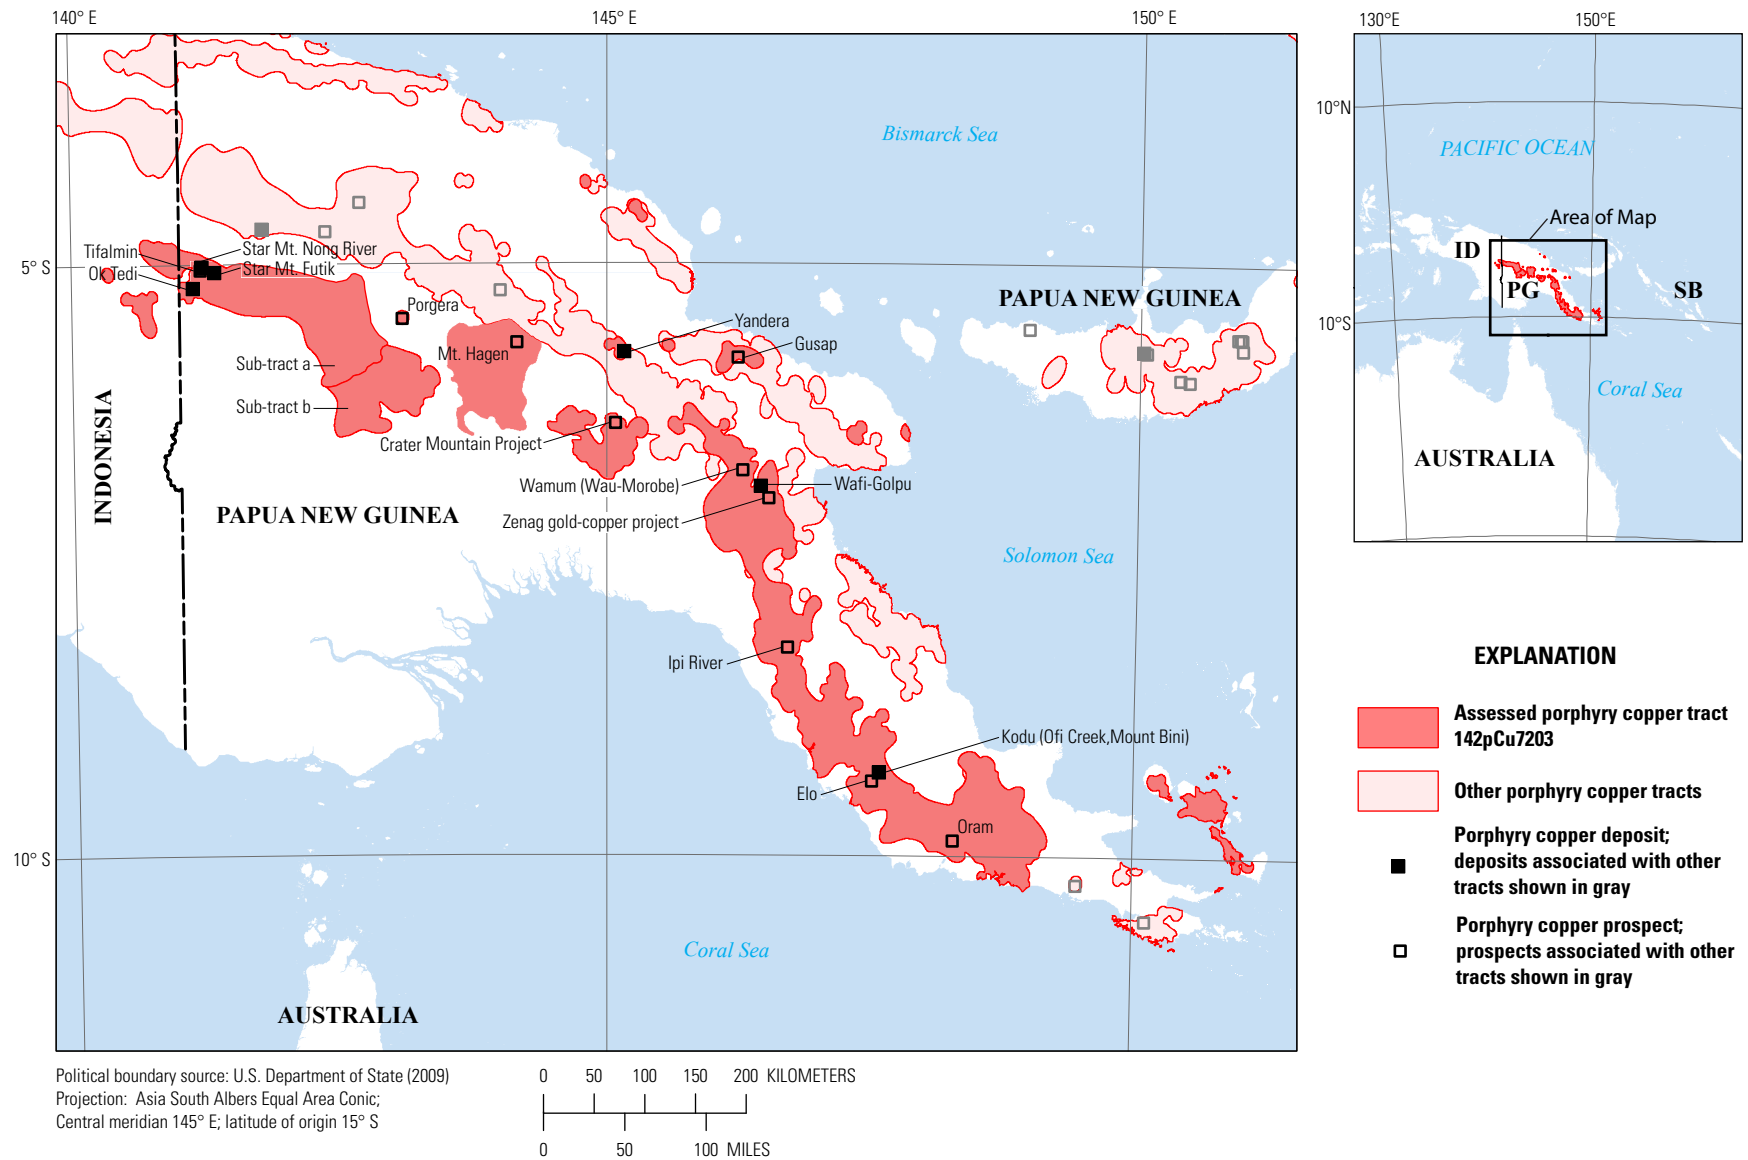 140° E
145° E
150° E
130°E
150°E
10°N
Bismarck Sea
PACIFIC OCEAN
Area of Map
ID
PG
SB
10°S
Coral Sea
AUSTRALIA
Tifalmin
Star Mt. Nong River
5° S
Ok Tedi
Star Mt. Futik
Porgera
PAPUA NEW GUINEA
Yandera
Gusap
Mt. Hagen
Sub-tract a
Sub-tract b
INDONESIA
Crater Mountain Project
Wamum (Wau-Morobe)
Wafi-Golpu
PAPUA NEW GUINEA
Zenag gold-copper project
Solomon Sea
Ipi River
Kodu (Ofi Creek,Mount Bini)
Elo
Oram
10° S
Coral Sea
AUSTRALIA
EXPLANATION
Assessed porphyry copper tract
142pCu7203
Other porphyry copper tracts
Porphyry copper deposit;
deposits associated with other
tracts shown in gray
Porphyry copper prospect;
prospects associated with other
tracts shown in gray
Political boundary source: U.S. Department of State (2009)
Projection: Asia South Albers Equal Area Conic;
Central meridian 145° E; latitude of origin 15° S
0 50 100 150 200 KILOMETERS
0 50 100 MILES